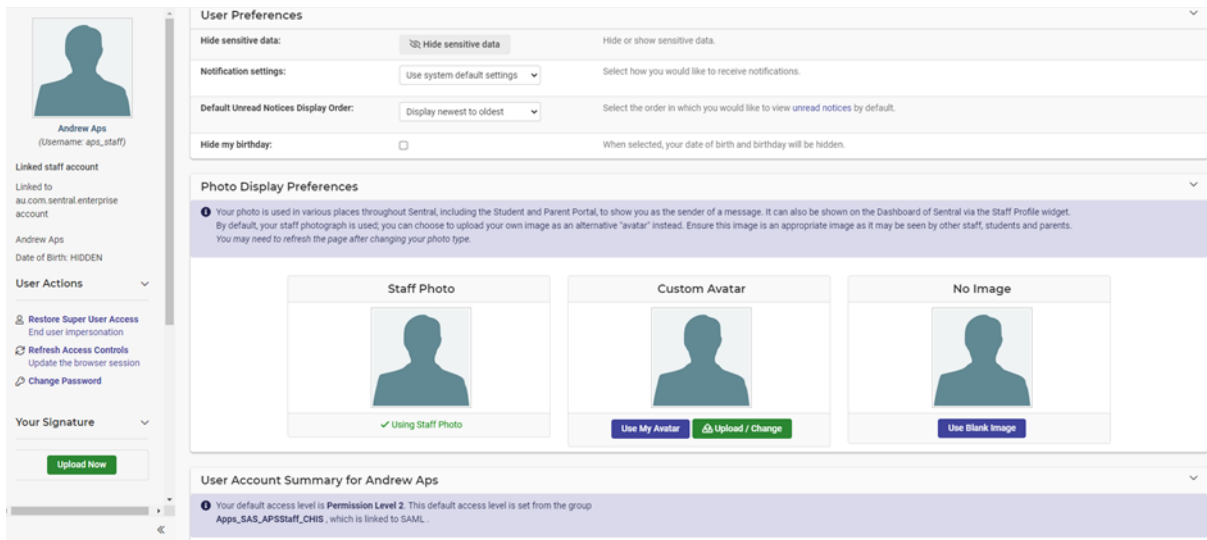 Andrew Aps
(Username: aps_staff)
Linked staff account
Linked to
au.com.sentral.enterprise
account
Andrew Aps
Date of Birth: HIDDEN
User Actions
Restore Super User Access
End user impersonation
Refresh Access Controls
Update the browser session
Change Password
Your Signature
Upload Now
User Preferences
Hide sensitive data:
Hide sensitive data
Hide or show sensitive data.
Notification settings:
Use system default settings
Select how you would like to receive notifications.
Default Unread Notices Display Order:
Display newest to oldest
Select the order in which you would like to view unread notices by default.
Hide my birthday:
When selected, your date of birth and birthday will be hidden.
Photo Display Preferences
Your photo is used in various places throughout Sentral, including the Student and Parent Portal, to show you as the sender of a message. It can also be shown on the Dashboard of Sentral via the Staff Profile widget.
By default, your staff photograph is used; you can choose to upload your own image as an alternative "avatar" instead. Ensure this image is an appropriate image as it may be seen by other staff, students and parents.
You may need to refresh the page after changing your photo type.
Staff Photo
Using Staff Photo
Custom Avatar
Use My Avatar
Upload / Change
No Image
Use Blank Image
User Account Summary for Andrew Aps
Your default access level is Permission Level 2. This default access level is set from the group
Apps_SAS_APSStaff_CHIS , which is linked to SAML .